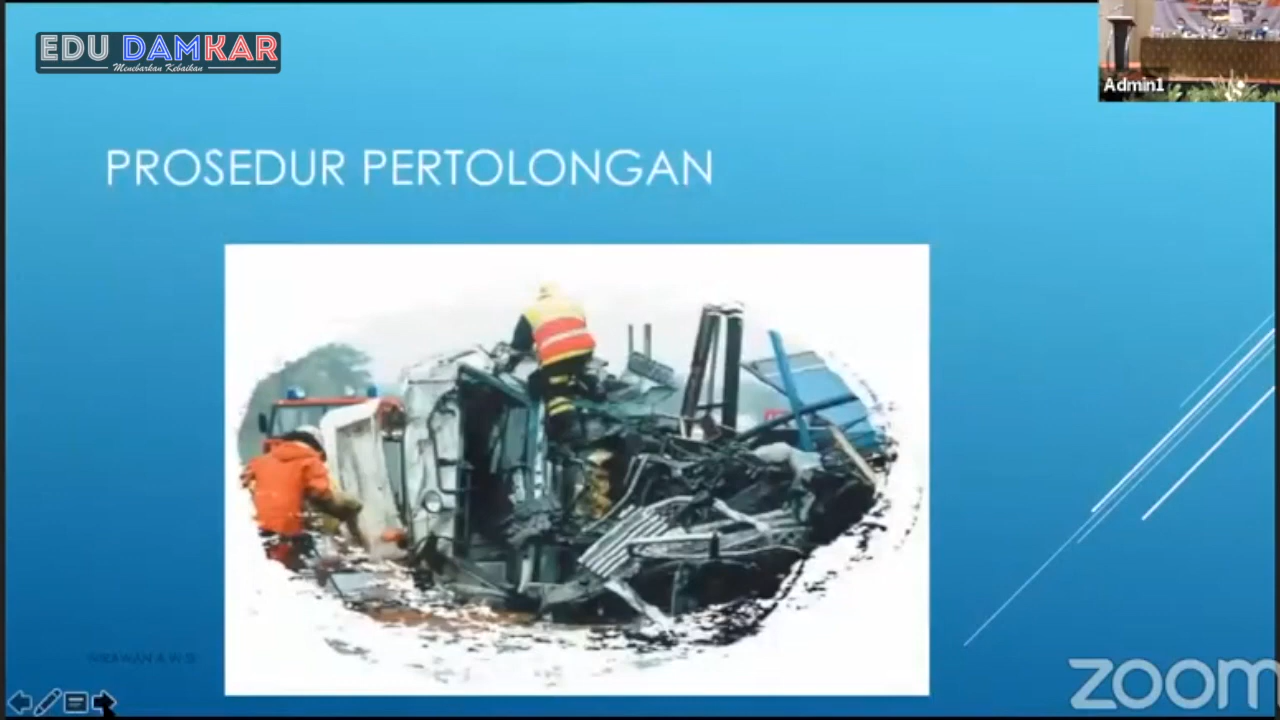 EDU DAMKAR
Menebarkan Kebaikan
Admin1
PROSEDUR PERTOLONGAN
zoom